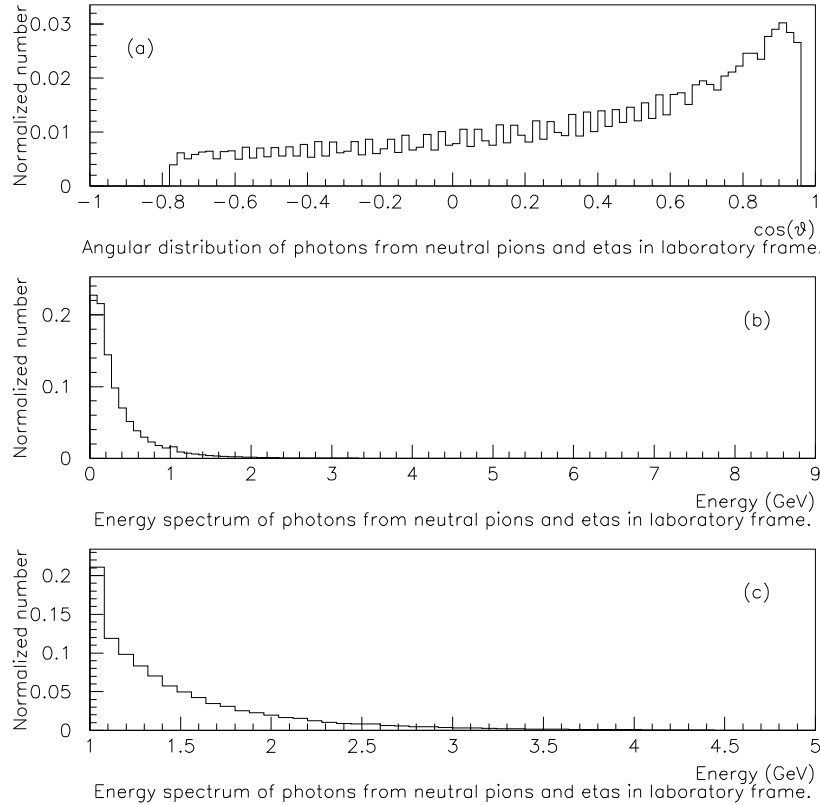 Normalized number
0.03
0.02
0.01
0
(a)
-1 -0.8 -0.6 -0.4 -0.2 0 0.2 0.4 0.6 0.8 1
cos(ϑ)
Angular distribution of photons from neutral pions and etas in laboratory frame.
Normalized number
0.2
0.1
0
(b)
0 1 2 3 4 5 6 7 8 9
Energy (GeV)
Energy spectrum of photons from neutral pions and etas in laboratory frame.
Normalized number
0.2
0.15
0.1
0.05
0
(c)
1 1.5 2 2.5 3 3.5 4 4.5 5
Energy (GeV)
Energy spectrum of photons from neutral pions and etas in laboratory frame.